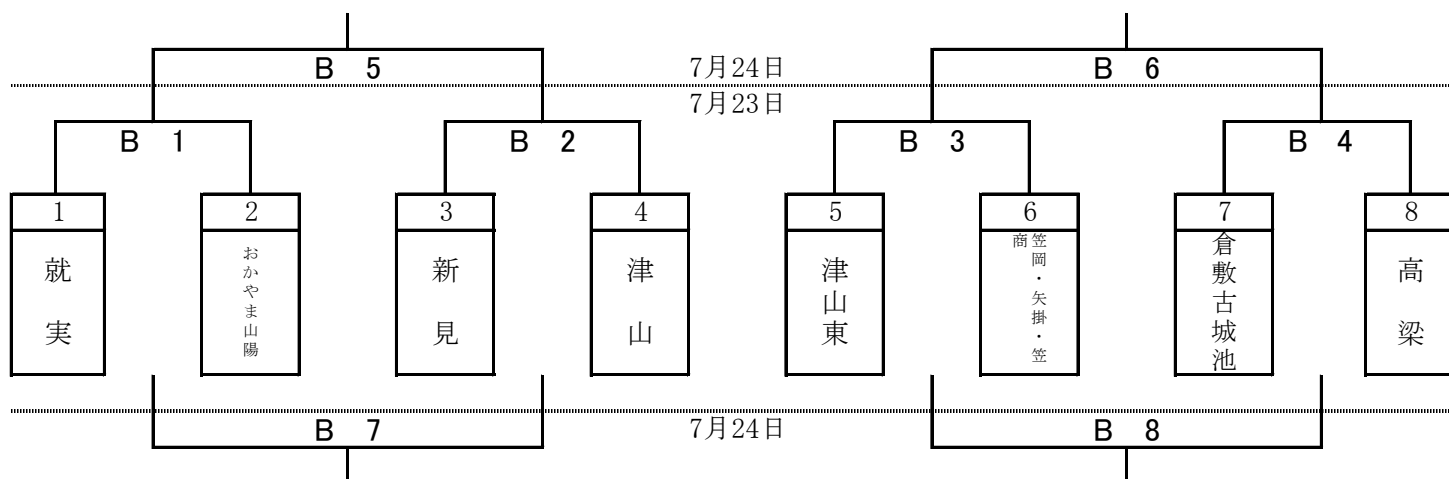 B 5
7月24日
B 6
7月23日
B 1
B 2
B 3
B 4
1
2
3
4
5
6
7
8
就実
おかやま山陽
新見
津山
津山東
笠岡・矢掛・笠
商
倉敷古城池
高梁
B 7
7月24日
B 8